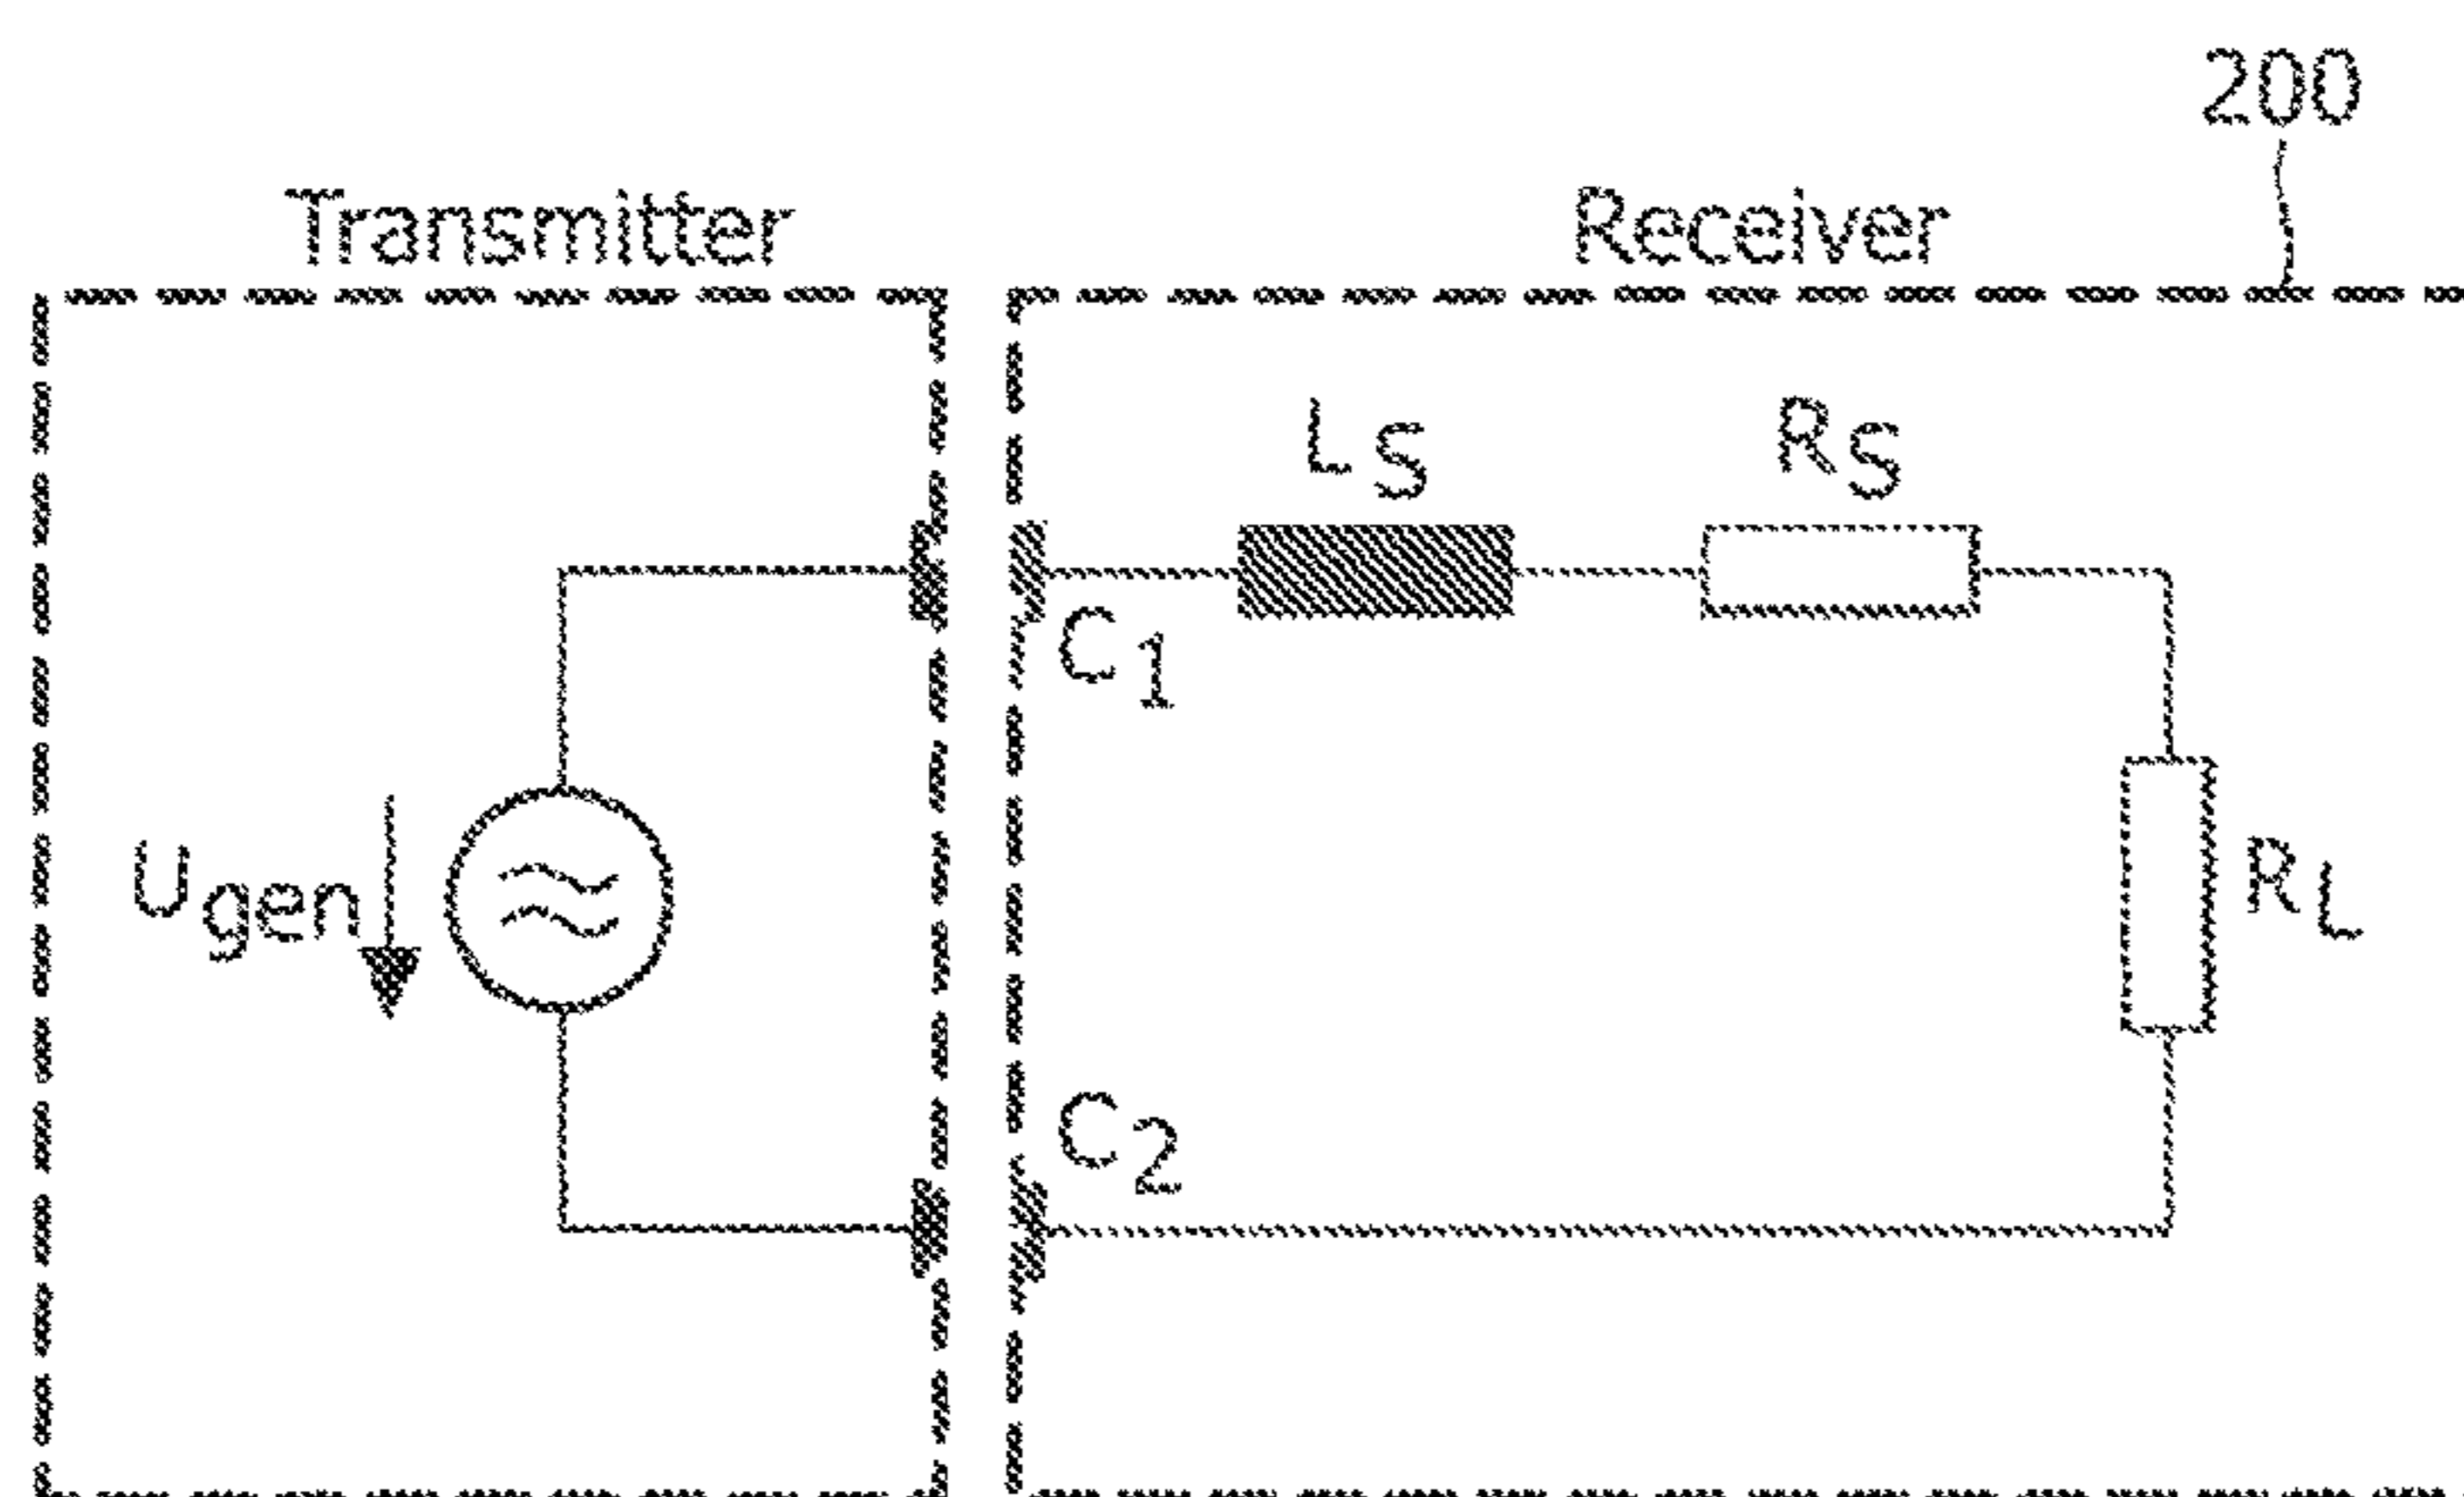 200
Transmitter
Receiver
LS
RS
C1
Ugen
RL
C2